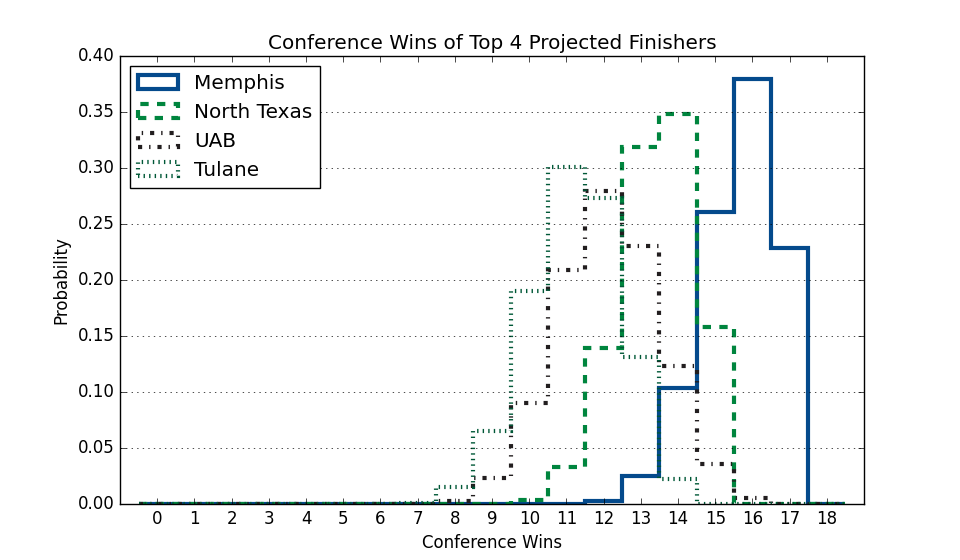 Conference Wins of Top 4 Projected Finishers
0.40
0.35
0.30
0.25
0.20
0.15
0.10
0.05
0.00
Probability
Memphis
North Texas
UAB
Tulane
0 1 2 3 4 5 6 7 8 9 10 11 12 13 14 15 16 17 18
Conference Wins